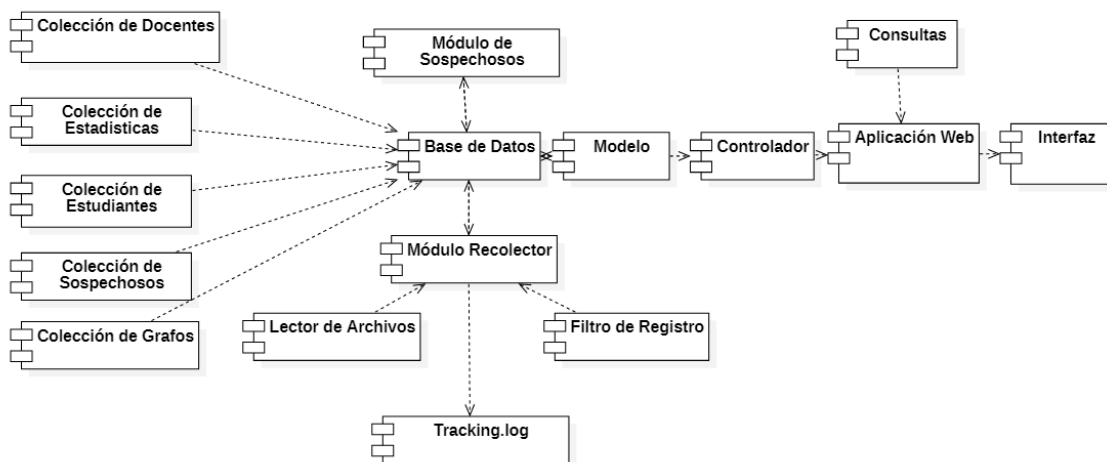 Colección de Docentes
Módulo de
Sospechosos
Consultas
Colección de
Estadisticas
Base de Datos
Modelo
Controlador
Aplicación Web
Interfaz
Colección de
Estudiantes
Módulo Recolector
Colección de
Sospechosos
Colección de Grafos
Lector de Archivos
Filtro de Registro
Tracking.log